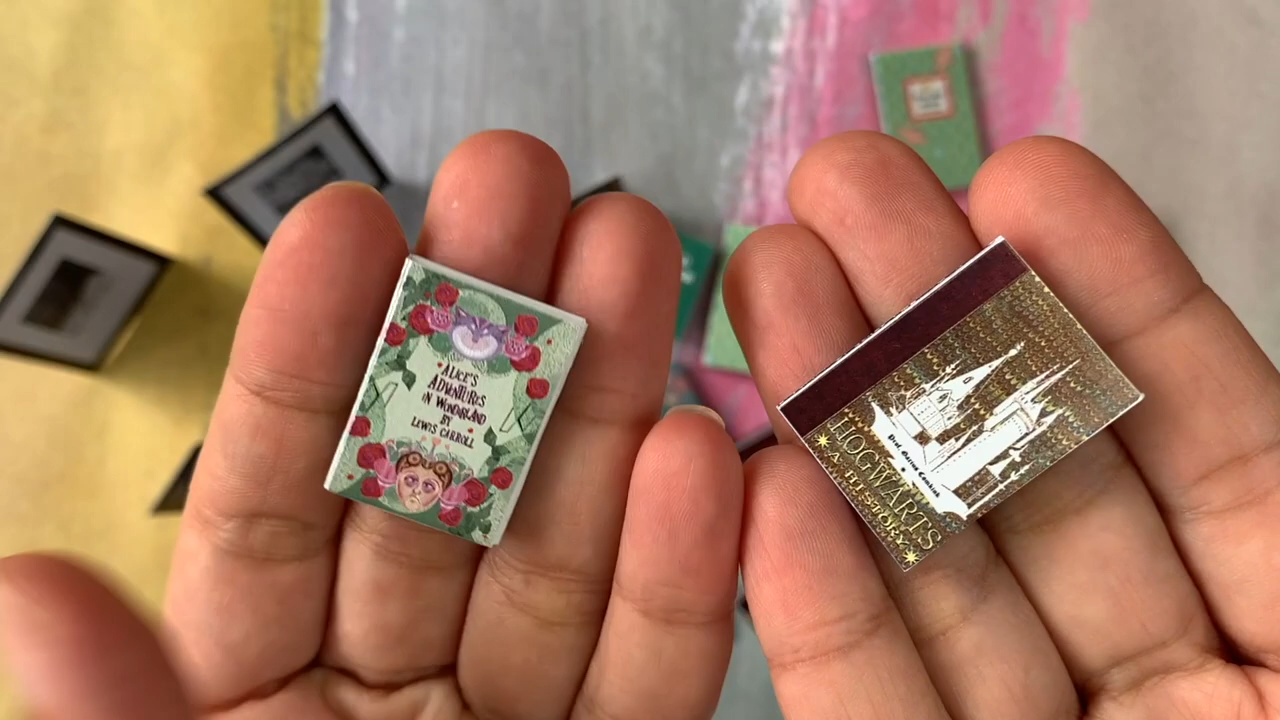 ALICE'S
ADVENTURES
IN WONDERLAND
BY
LEWIS CARROLL
HOGWARTS
A HISTORY